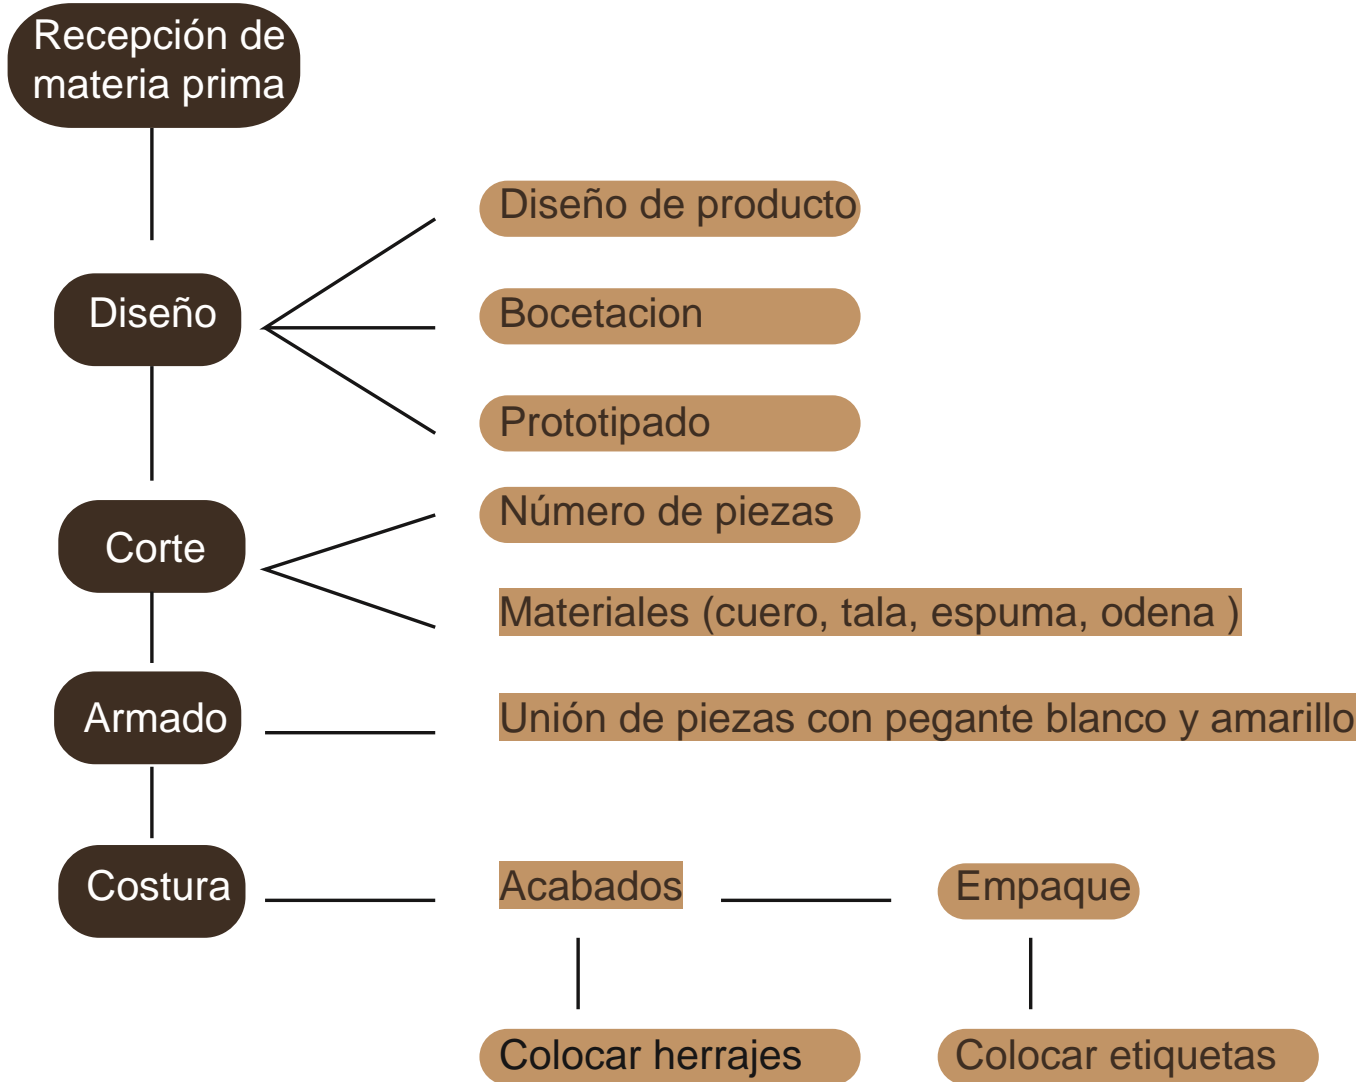 Recepción de
materia prima
Diseño de producto
Diseño
Bocetacion
Prototipado
Número de piezas
Corte
Materiales (cuero, tala, espuma, odena )
Armado
Unión de piezas con pegante blanco y amarillo
Costura
Acabados
Empaque
Colocar herrajes
Colocar etiquetas